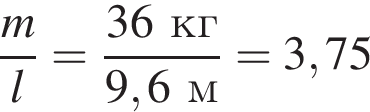 m/l = 36 кг/9,6 м = 3,75